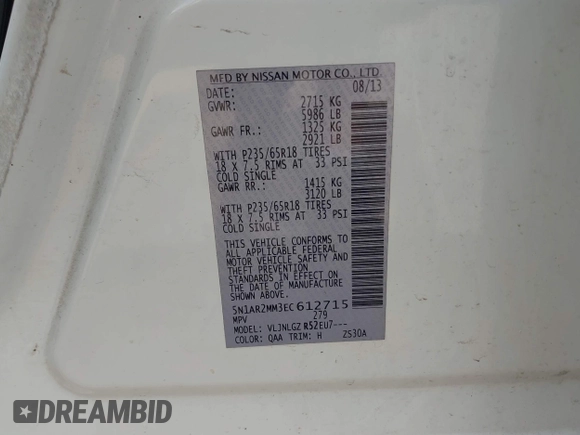 MFD BY NISSAN MOTOR CO., LTD.
DATE: 08/13
GVWR: 2715 KG
5986 LB
GAWR FR.: 1325 KG
2921 LB
WITH P235/65R18 TIRES
18 X 7.5 RIMS AT 33 PSI
COLD SINGLE
GAWR RR.: 1415 KG
3120 LB
WITH P235/65R18 TIRES
18 X 7.5 RIMS AT 33 PSI
COLD SINGLE
THIS VEHICLE CONFORMS TO
ALL APPLICABLE FEDERAL
MOTOR VEHICLE SAFETY AND
THEFT PREVENTION
STANDARDS IN EFFECT ON
THE DATE OF MANUFACTURE
SHOWN ABOVE.
5N1AR2MM3EC612715
MPV 279
MODEL: VLJNLGZ R52EU7---
COLOR: QAA TRIM: H ZS30A
DREAMBID